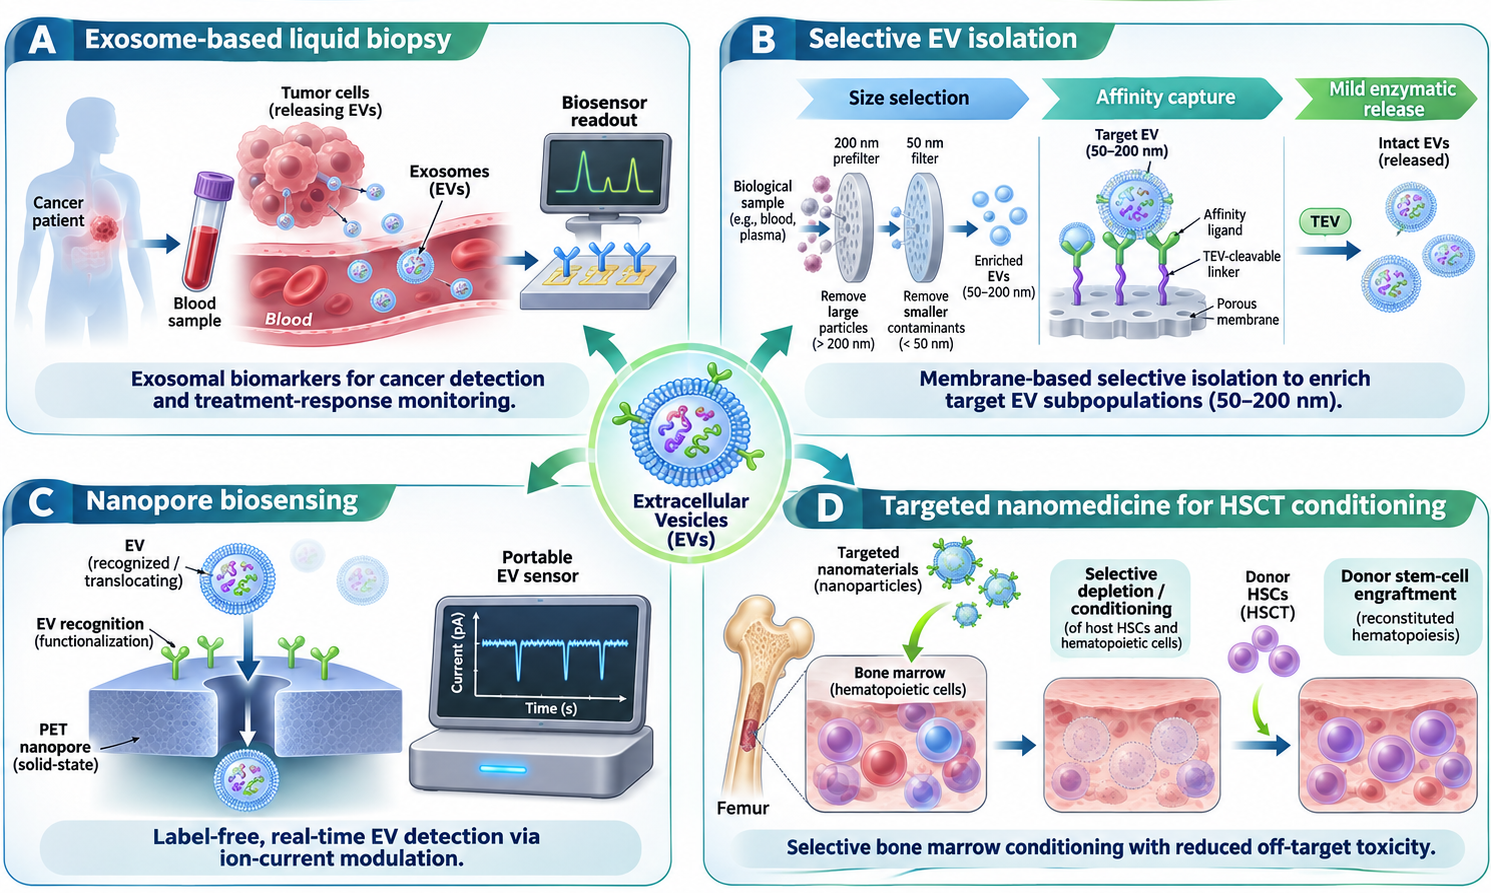 A
Exosome-based liquid biopsy
Cancer
patient
Blood
sample
Tumor cells
(releasing EVs)
Exosomes
(EVs)
Blood
Biosensor
readout
Exosomal biomarkers for cancer detection
and treatment-response monitoring.
B
Selective EV isolation
Size selection
Affinity capture
Mild enzymatic
release
Biological
sample
(e.g., blood,
plasma)
200 nm
prefilter
50 nm
filter
Remove
large
particles
(> 200 nm)
Remove
smaller
contaminants
(< 50 nm)
Enriched
EVs
(50–200 nm)
Target EV
(50–200 nm)
Affinity
ligand
TEV-cleavable
linker
Porous
membrane
TEV
Intact EVs
(released)
Membrane-based selective isolation to enrich
target EV subpopulations (50–200 nm).
Extracellular
Vesicles
(EVs)
C
Nanopore biosensing
EV
(recognized /
translocating)
EV recognition
(functionalization)
PET
nanopore
(solid-state)
Portable
EV sensor
Current (pA)
Time (s)
Label-free, real-time EV detection via
ion-current modulation.
D
Targeted nanomedicine for HSCT conditioning
Femur
Targeted
nanomaterials
(nanoparticles)
Bone marrow
(hematopoietic cells)
Selective
depletion /
conditioning
(of host HSCs and
hematopoietic cells)
Donor
HSCs
(HSCT)
Donor stem-cell
engraftment
(reconstituted
hematopoiesis)
Selective bone marrow conditioning with reduced off-target toxicity.